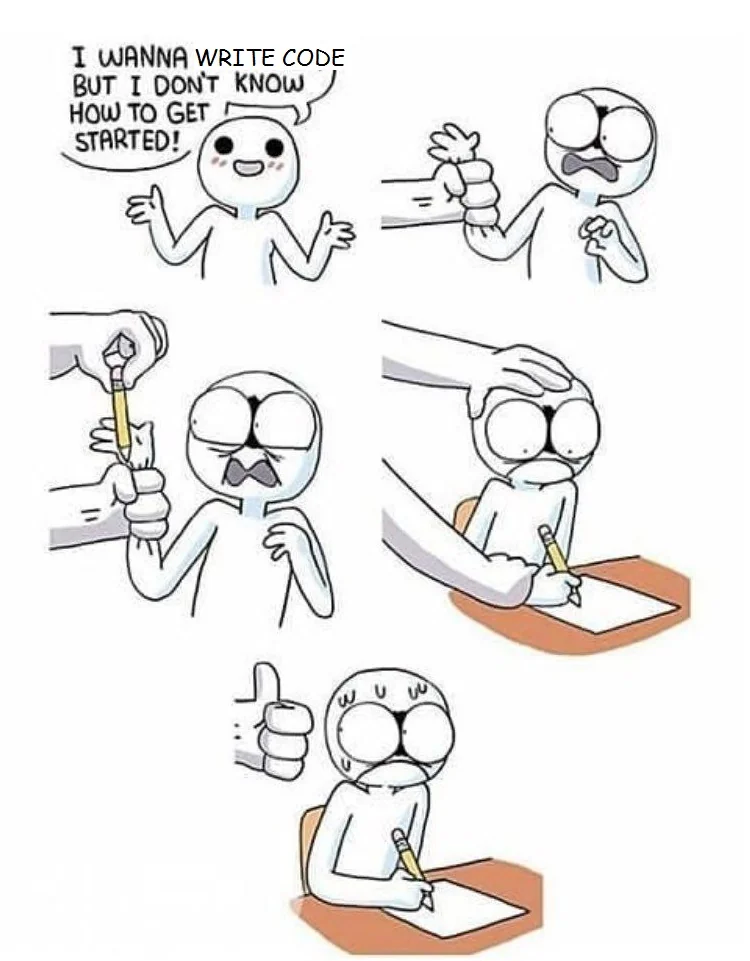 I WANNA WRITE CODE
BUT I DON'T KNOW
HOW TO GET
STARTED!